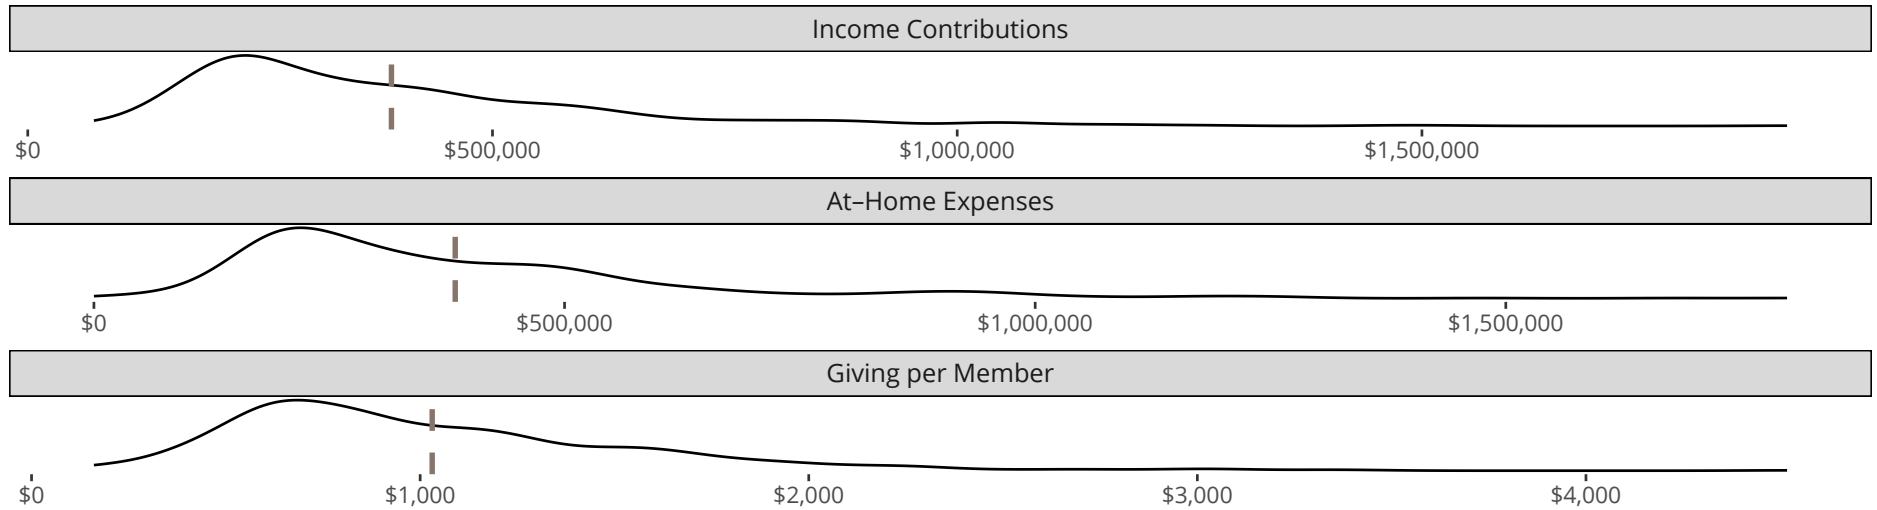 Income Contributions
$0 $500,000 $1,000,000 $1,500,000
At–Home Expenses
$0 $500,000 $1,000,000 $1,500,000
Giving per Member
$0 $1,000 $2,000 $3,000 $4,000